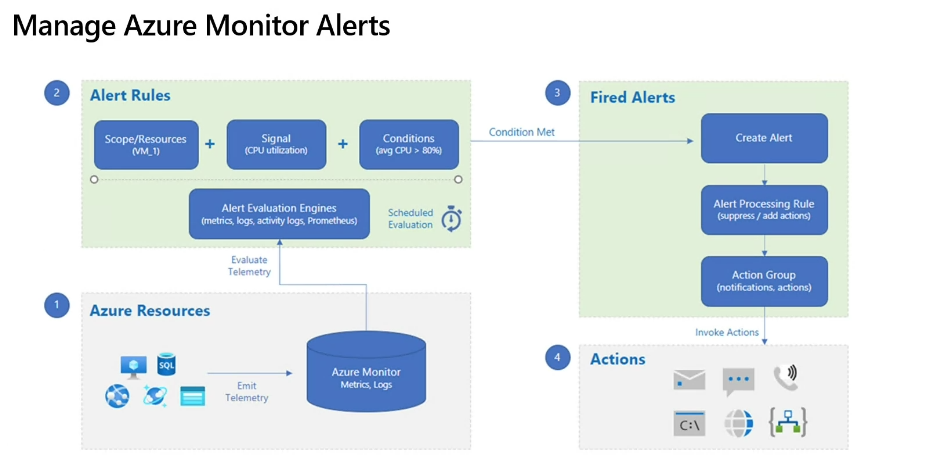 Manage Azure Monitor Alerts
2
Alert Rules
Scope/Resources
(VM_1)
+
Signal
(CPU utilization)
+
Conditions
(avg CPU > 80%)
Alert Evaluation Engines
(metrics, logs, activity logs, Prometheus)
Scheduled
Evaluation
Evaluate
Telemetry
1
Azure Resources
SQL
Emit
Telemetry
Azure Monitor
Metrics, Logs
Condition Met
3
Fired Alerts
Create Alert
Alert Processing Rule
(suppress / add actions)
Action Group
(notifications, actions)
Invoke Actions
4
Actions
C:\